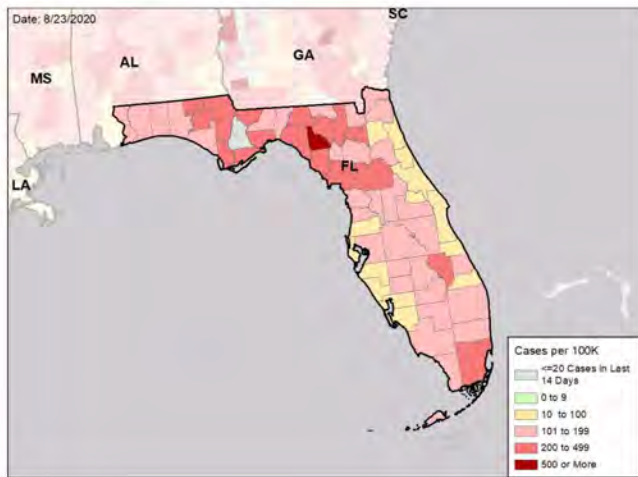 Date: 8/23/2020
SC
AL
GA
MS
FL
LA
Cases per 100K
<=20 Cases in Last
14 Days
0 to 9
10 to 100
101 to 199
200 to 499
500 or More